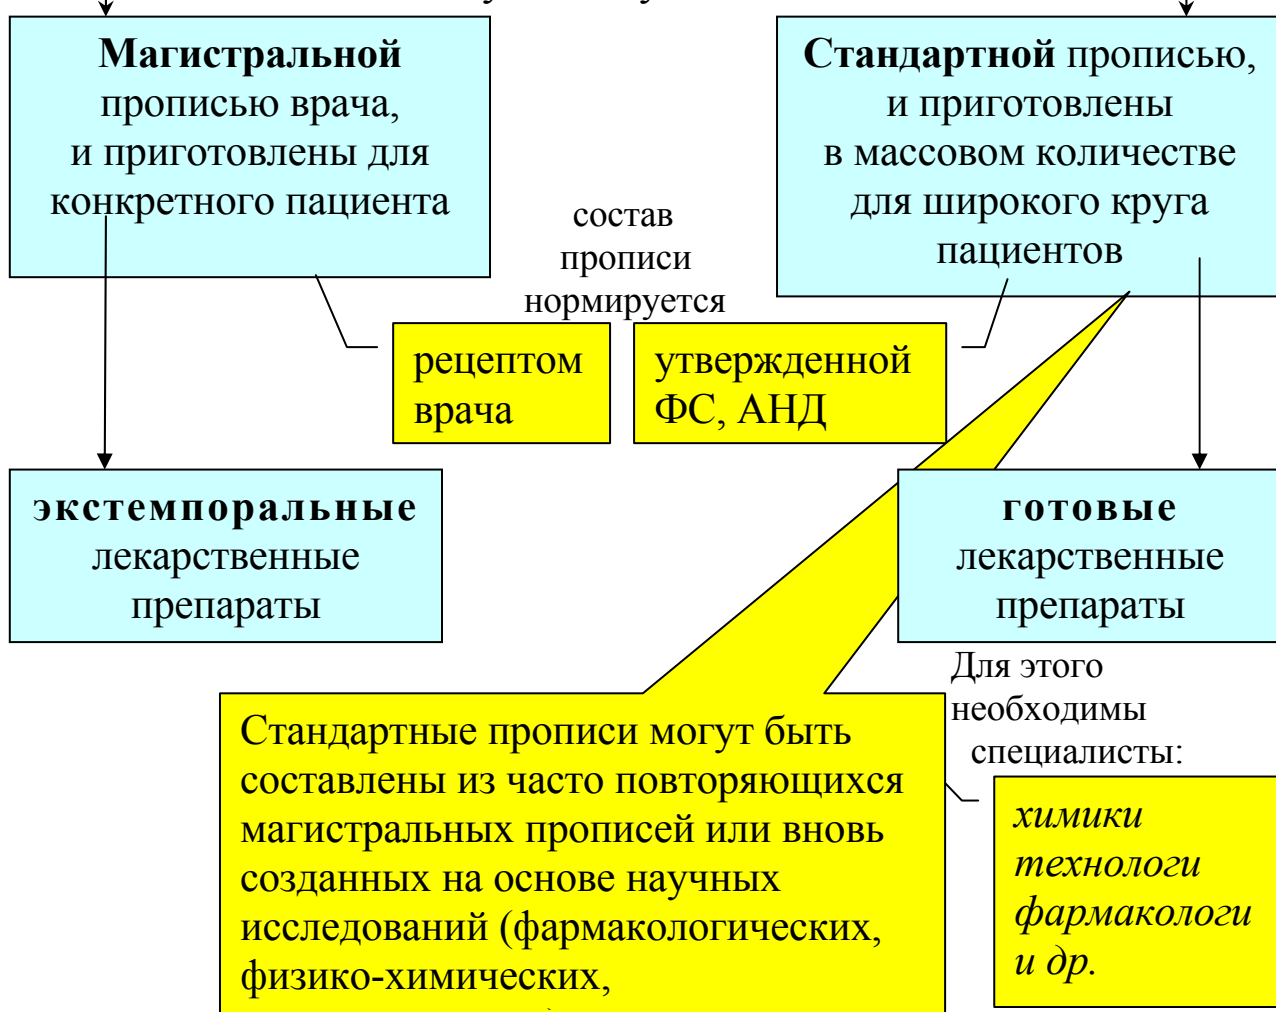 Магистральной
прописью врача,
и приготовлены для
конкретного пациента
Стандартной прописью,
и приготовлены
в массовом количестве
для широкого круга
пациентов
состав
прописи
нормируется
рецептом
врача
утвержденной
ФС, АНД
экстемпоральные
лекарственные
препараты
готовые
лекарственные
препараты
Для этого
необходимы
специалисты:
Стандартные прописи могут быть
составлены из часто повторяющихся
магистральных прописей или вновь
созданных на основе научных
исследований (фармакологических,
физико-химических,
химики
технологи
фармакологи
и др.